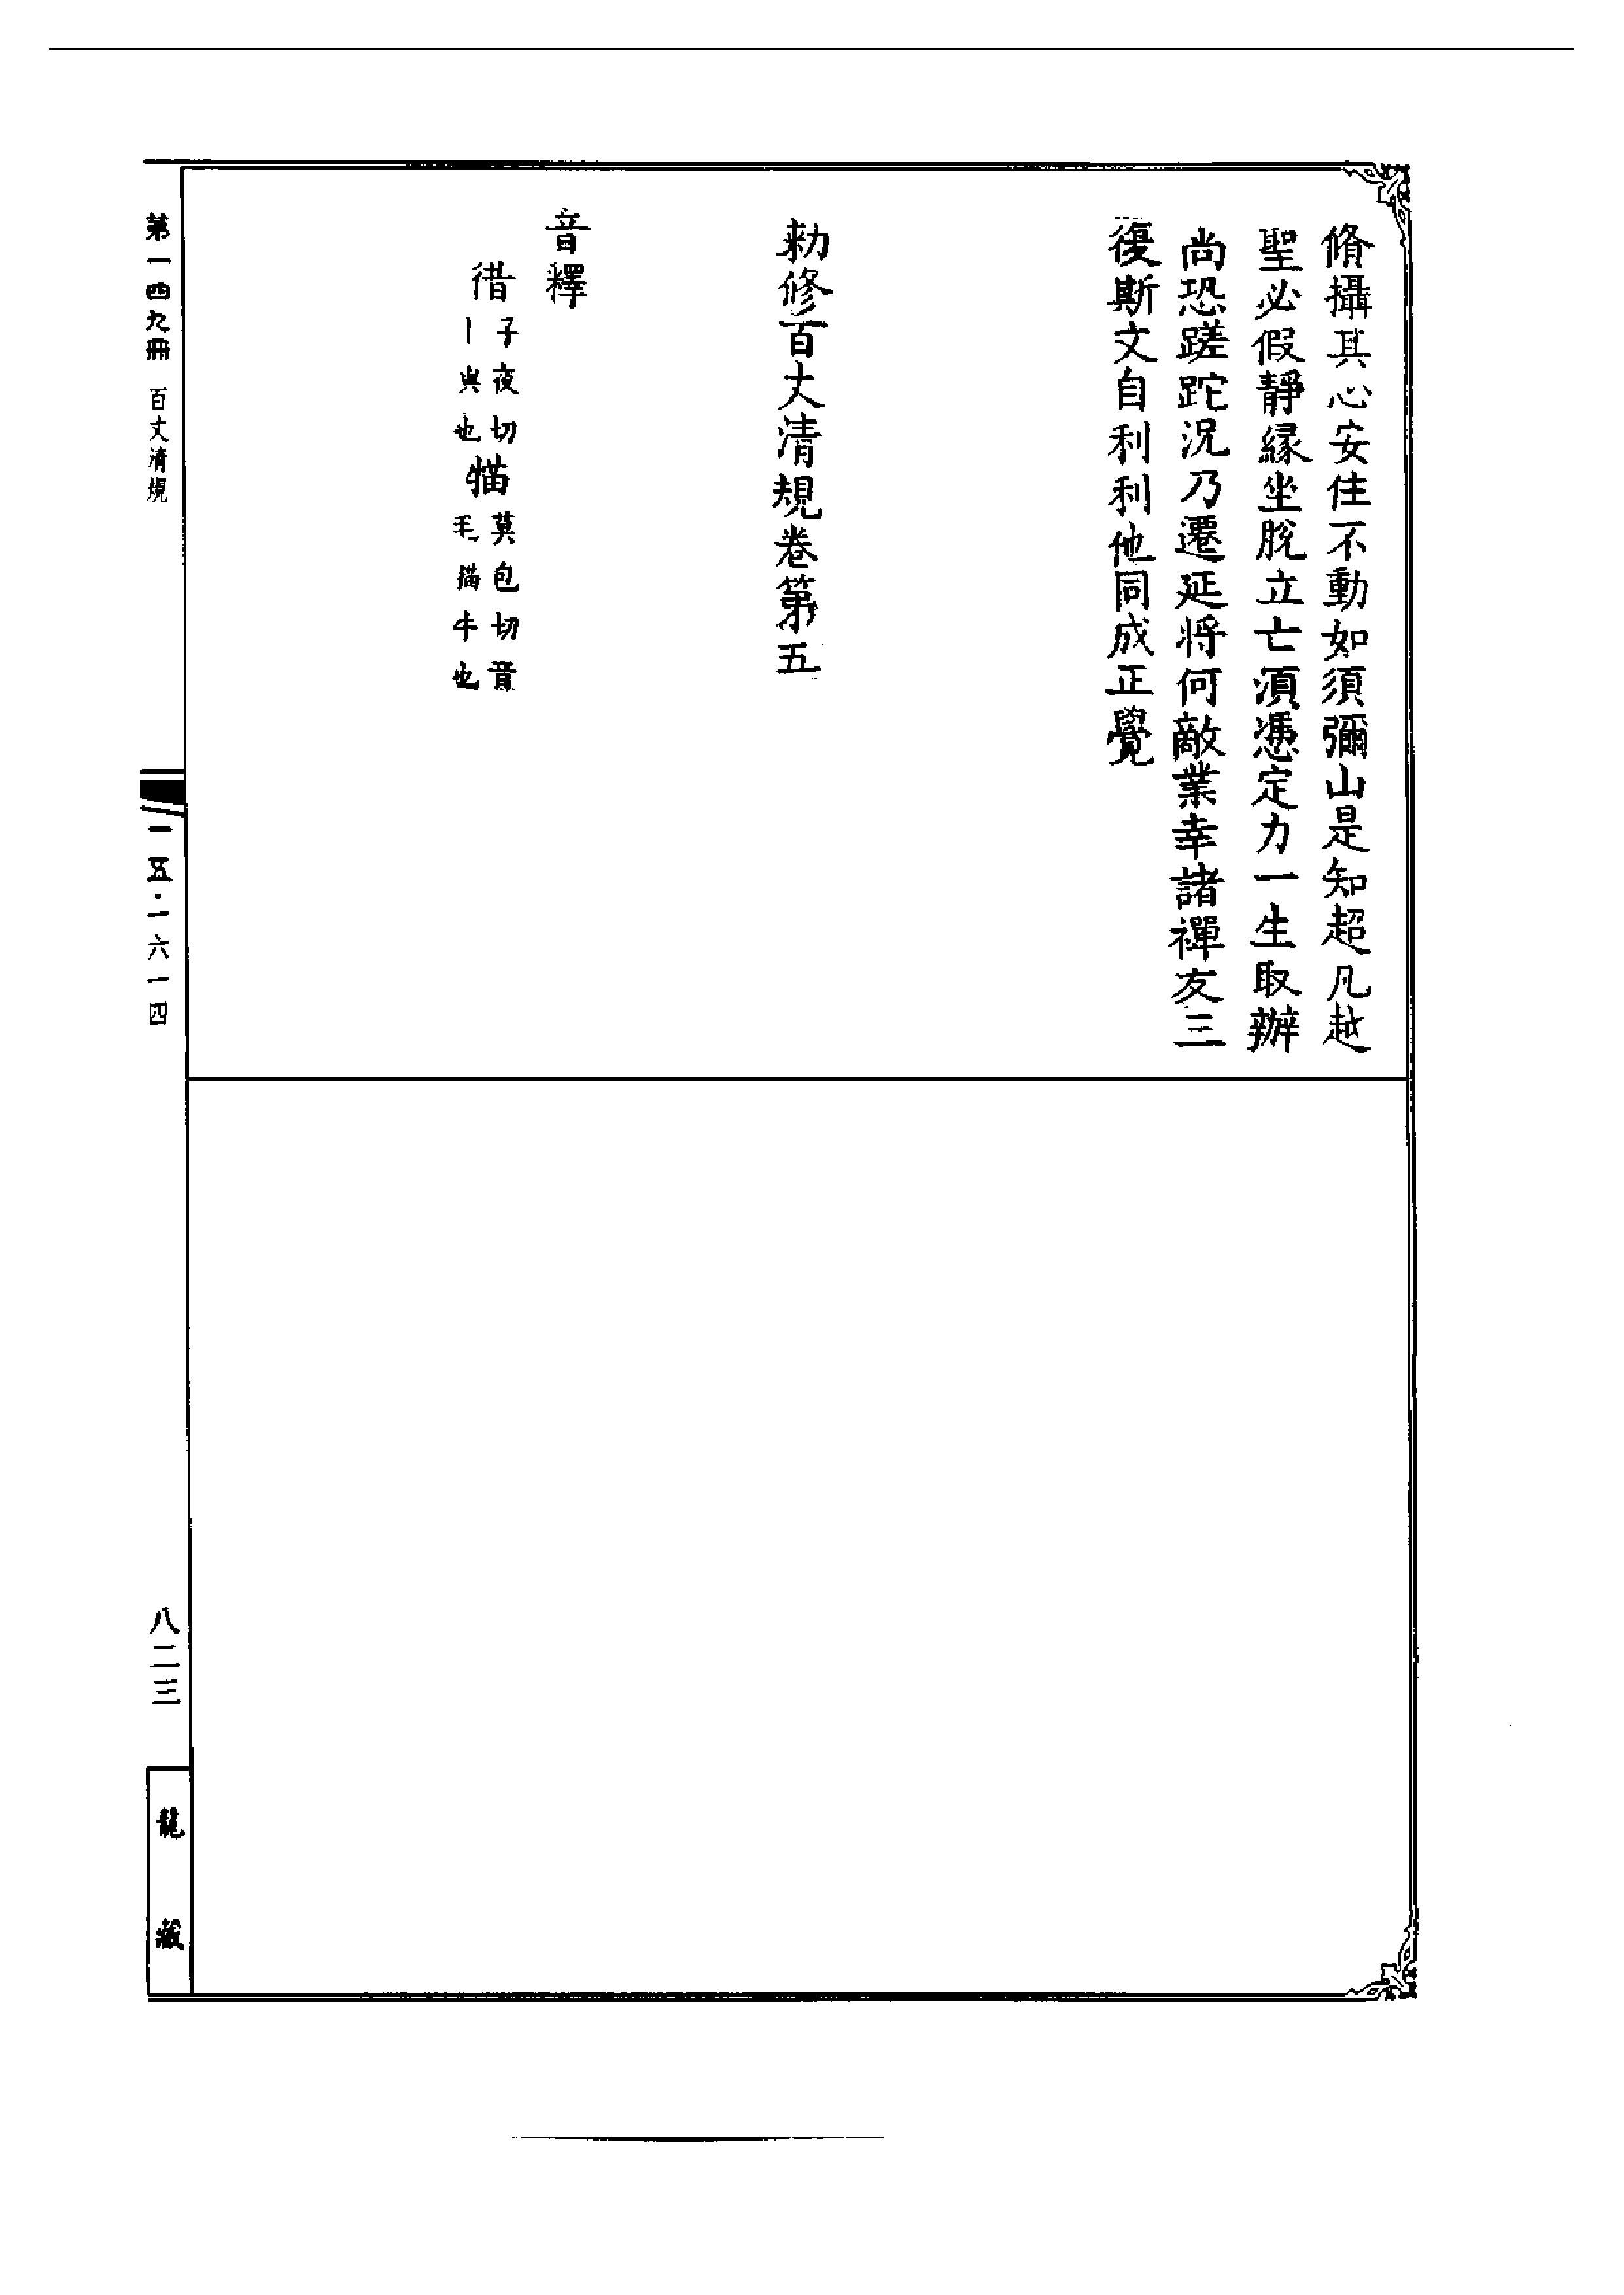 脩攝其心安住不動如須彌山是知超凡越
聖必假靜緣坐脫立亡須憑定力一生取辦
尚恐蹉跎況乃遷延將何敵業幸諸禪友三
復斯文自利利他同成正覺
勅修百丈清規卷第五
音釋
徣子夜切丨與也犌莫包切音毛猫牛也
第一四九冊 百丈清規
一五·一六一四
八二三
龍藏